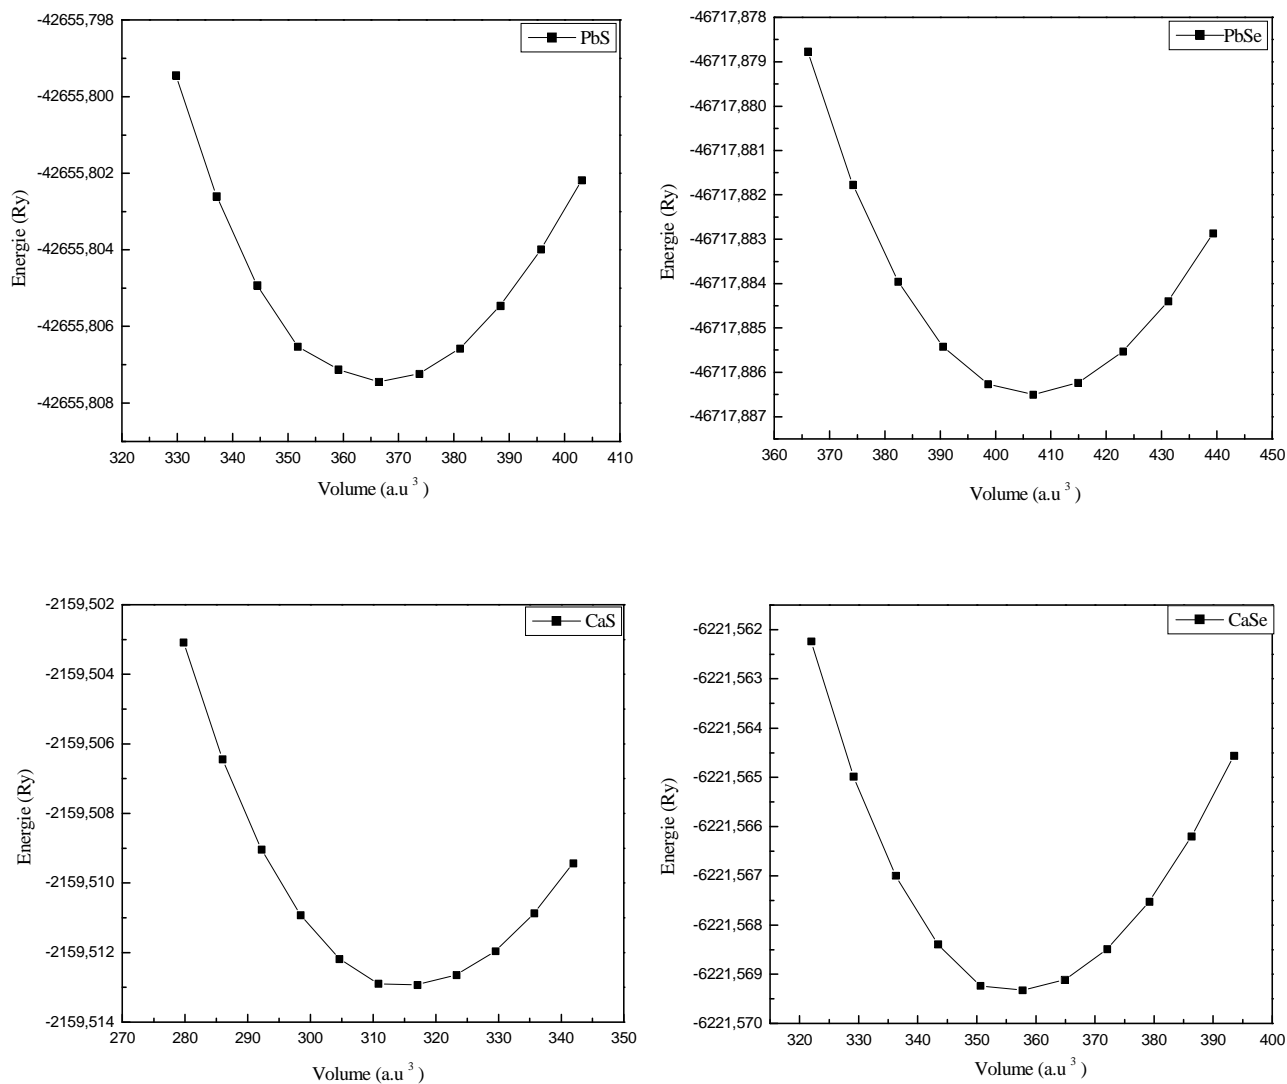 PbS
-42655,798
-42655,800
-42655,802
-42655,804
-42655,806
-42655,808
Energie (Ry)
320 330 340 350 360 370 380 390 400 410
Volume (a.u 3 )
PbSe
-46717,878
-46717,879
-46717,880
-46717,881
-46717,882
-46717,883
-46717,884
-46717,885
-46717,886
-46717,887
Energie (Ry)
360 370 380 390 400 410 420 430 440 450
Volume (a.u 3 )
CaS
-2159,502
-2159,504
-2159,506
-2159,508
-2159,510
-2159,512
-2159,514
Energie (Ry)
270 280 290 300 310 320 330 340 350
Volume (a.u 3 )
CaSe
-6221,562
-6221,563
-6221,564
-6221,565
-6221,566
-6221,567
-6221,568
-6221,569
-6221,570
Energie (Ry)
320 330 340 350 360 370 380 390 400
Volume (a.u 3 )